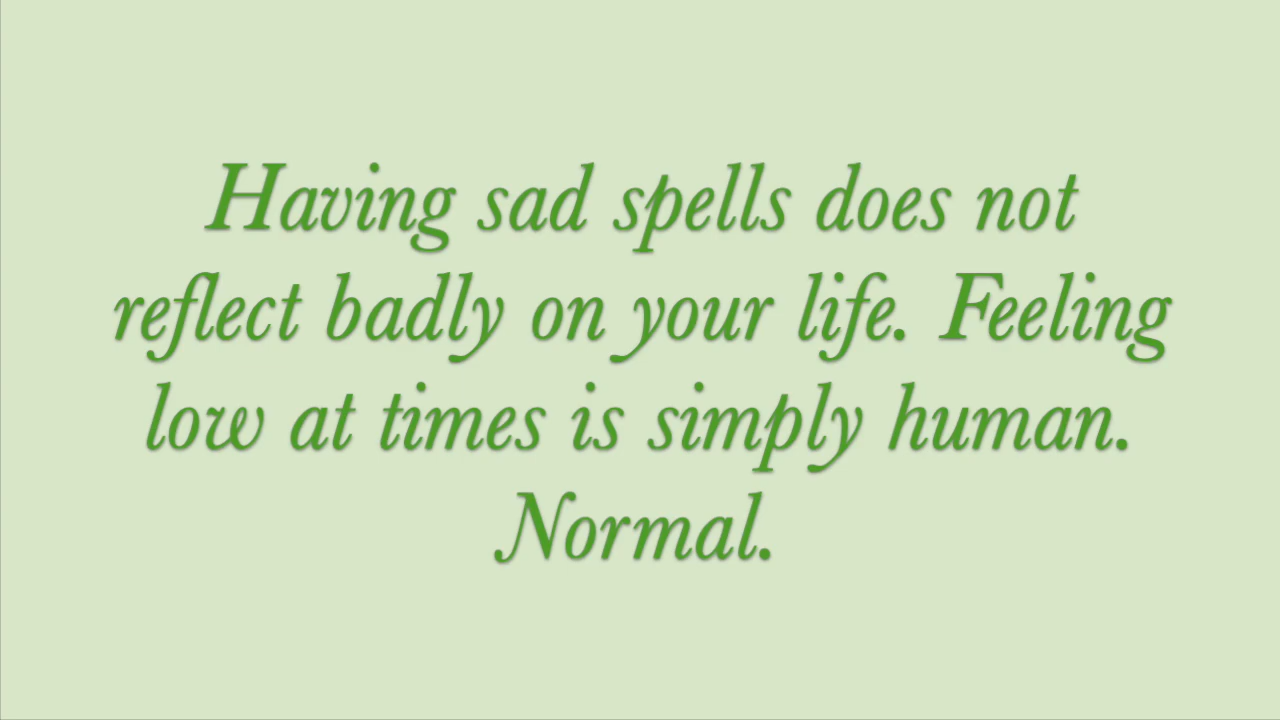 Having sad spells does not
reflect badly on your life. Feeling
low at times is simply human.
Normal.